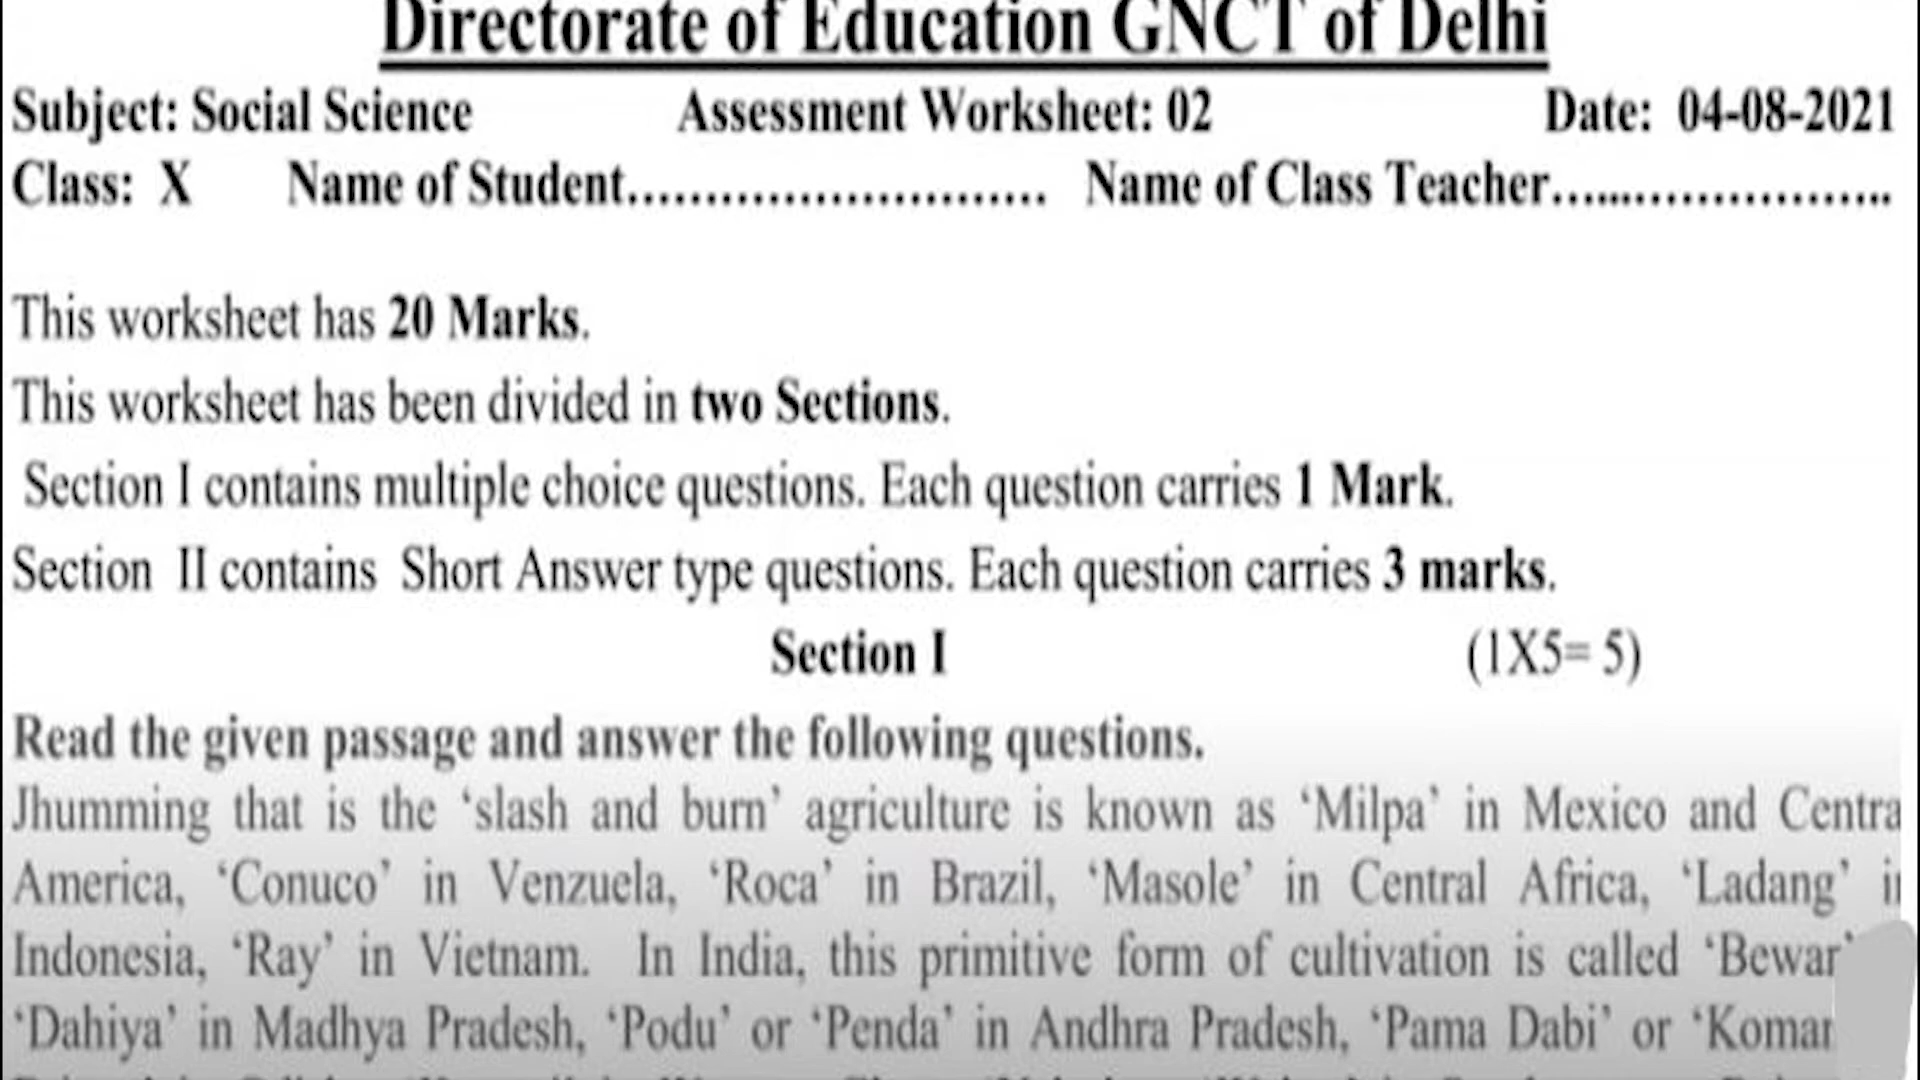 Directorate of Education GNCT of Delhi
Subject: Social Science Assessment Worksheet: 02 Date: 04-08-2021
Class: X Name of Student........................... Name of Class Teacher......................
This worksheet has 20 Marks.
This worksheet has been divided in two Sections.
Section I contains multiple choice questions. Each question carries 1 Mark.
Section II contains Short Answer type questions. Each question carries 3 marks.
Section I (1X5= 5)
Read the given passage and answer the following questions.
Jhumming that is the ‘slash and burn’ agriculture is known as ‘Milpa’ in Mexico and Centra
America, ‘Conuco’ in Venzuela, ‘Roca’ in Brazil, ‘Masole’ in Central Africa, ‘Ladang’
Indonesia, ‘Ray’ in Vietnam. In India, this primitive form of cultivation is called ‘Bewar’
‘Dahiya’ in Madhya Pradesh, ‘Podu’ or ‘Penda’ in Andhra Pradesh, ‘Pama Dabi’ or ‘Koman